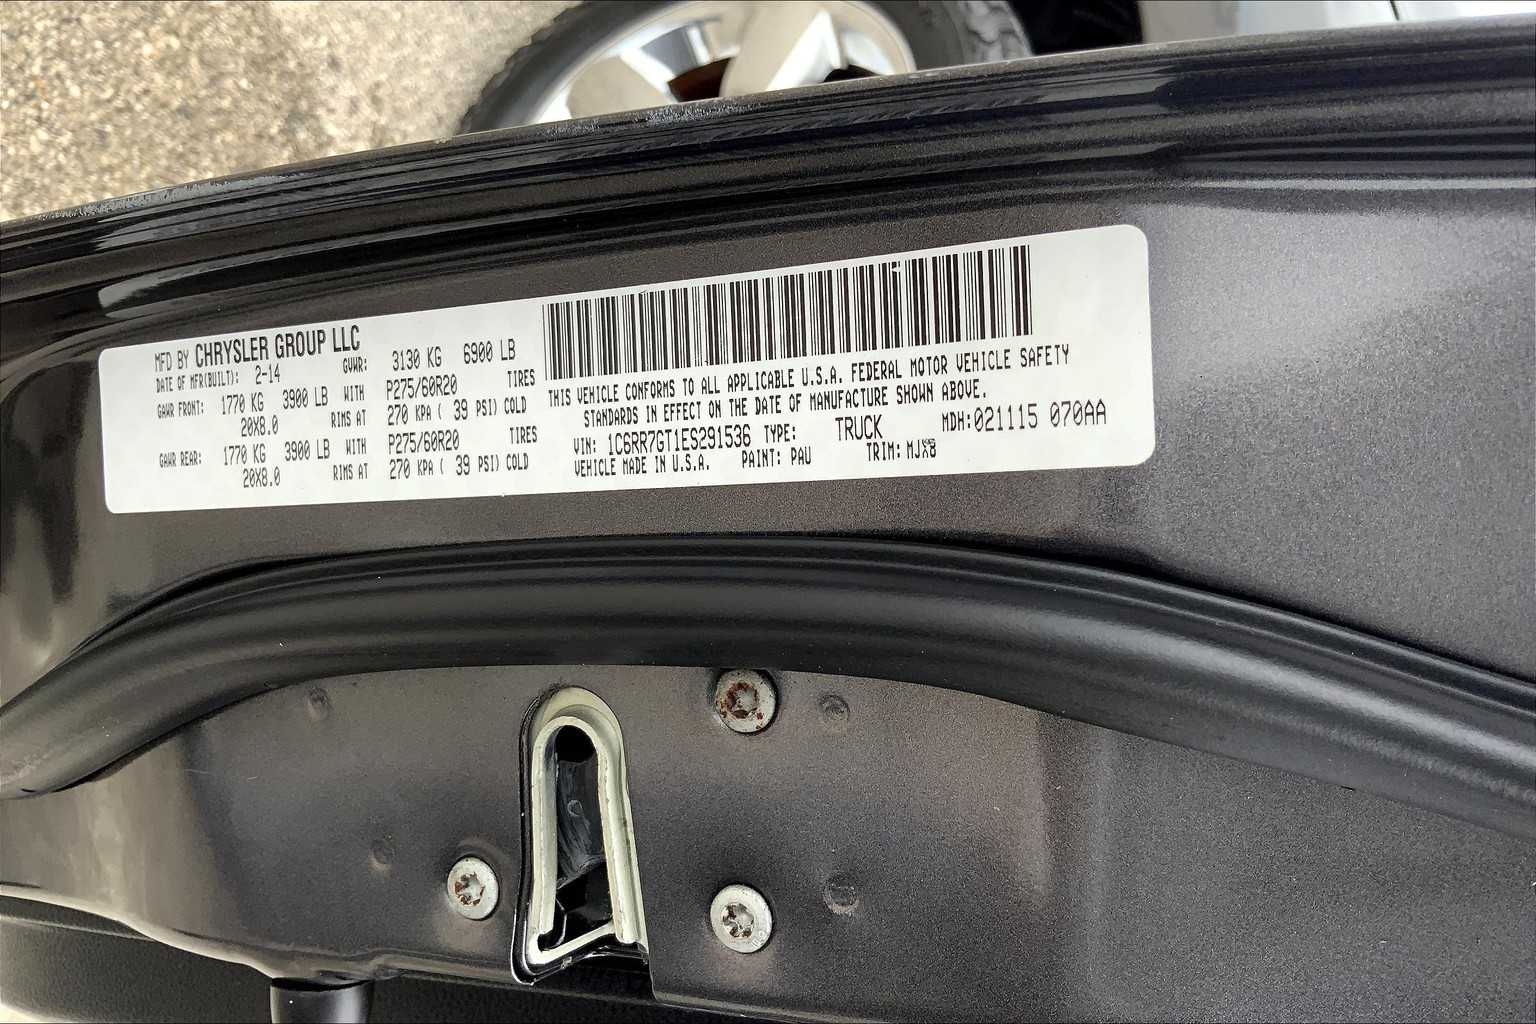 MFD BY CHRYSLER GROUP LLC
DATE OF MFR(BUILT): 2-14 GVWR: 3130 KG 6900 LB
GAWR FRONT: 1770 KG 3900 LB WITH P275/60R20 TIRES
20X8.0 RIMS AT 270 KPA ( 39 PSI) COLD
GAWR REAR: 1770 KG 3900 LB WITH P275/60R20 TIRES
20X8.0 RIMS AT 270 KPA ( 39 PSI) COLD
THIS VEHICLE CONFORMS TO ALL APPLICABLE U.S.A. FEDERAL MOTOR VEHICLE SAFETY
STANDARDS IN EFFECT ON THE DATE OF MANUFACTURE SHOWN ABOVE.
VIN: 1C6RR7GT1ES291536 TYPE: TRUCK MDH:021115 070AA
VEHICLE MADE IN U.S.A. PAINT: PAU TRIM: MJX8